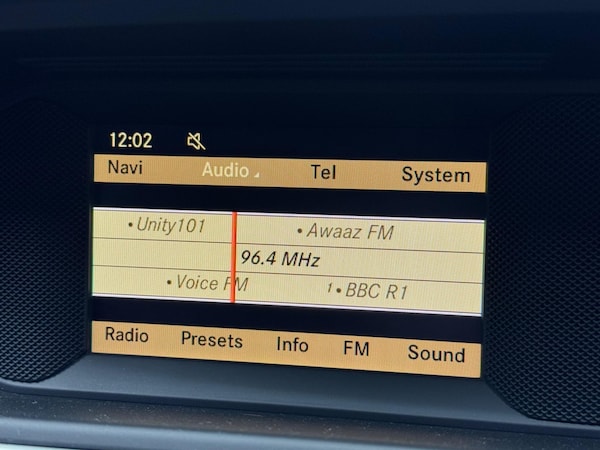 12:02
Navi Audio Tel System
• Unity101 • Awaaz FM
96.4 MHz
• Voice FM 1• BBC R1
Radio Presets Info FM Sound